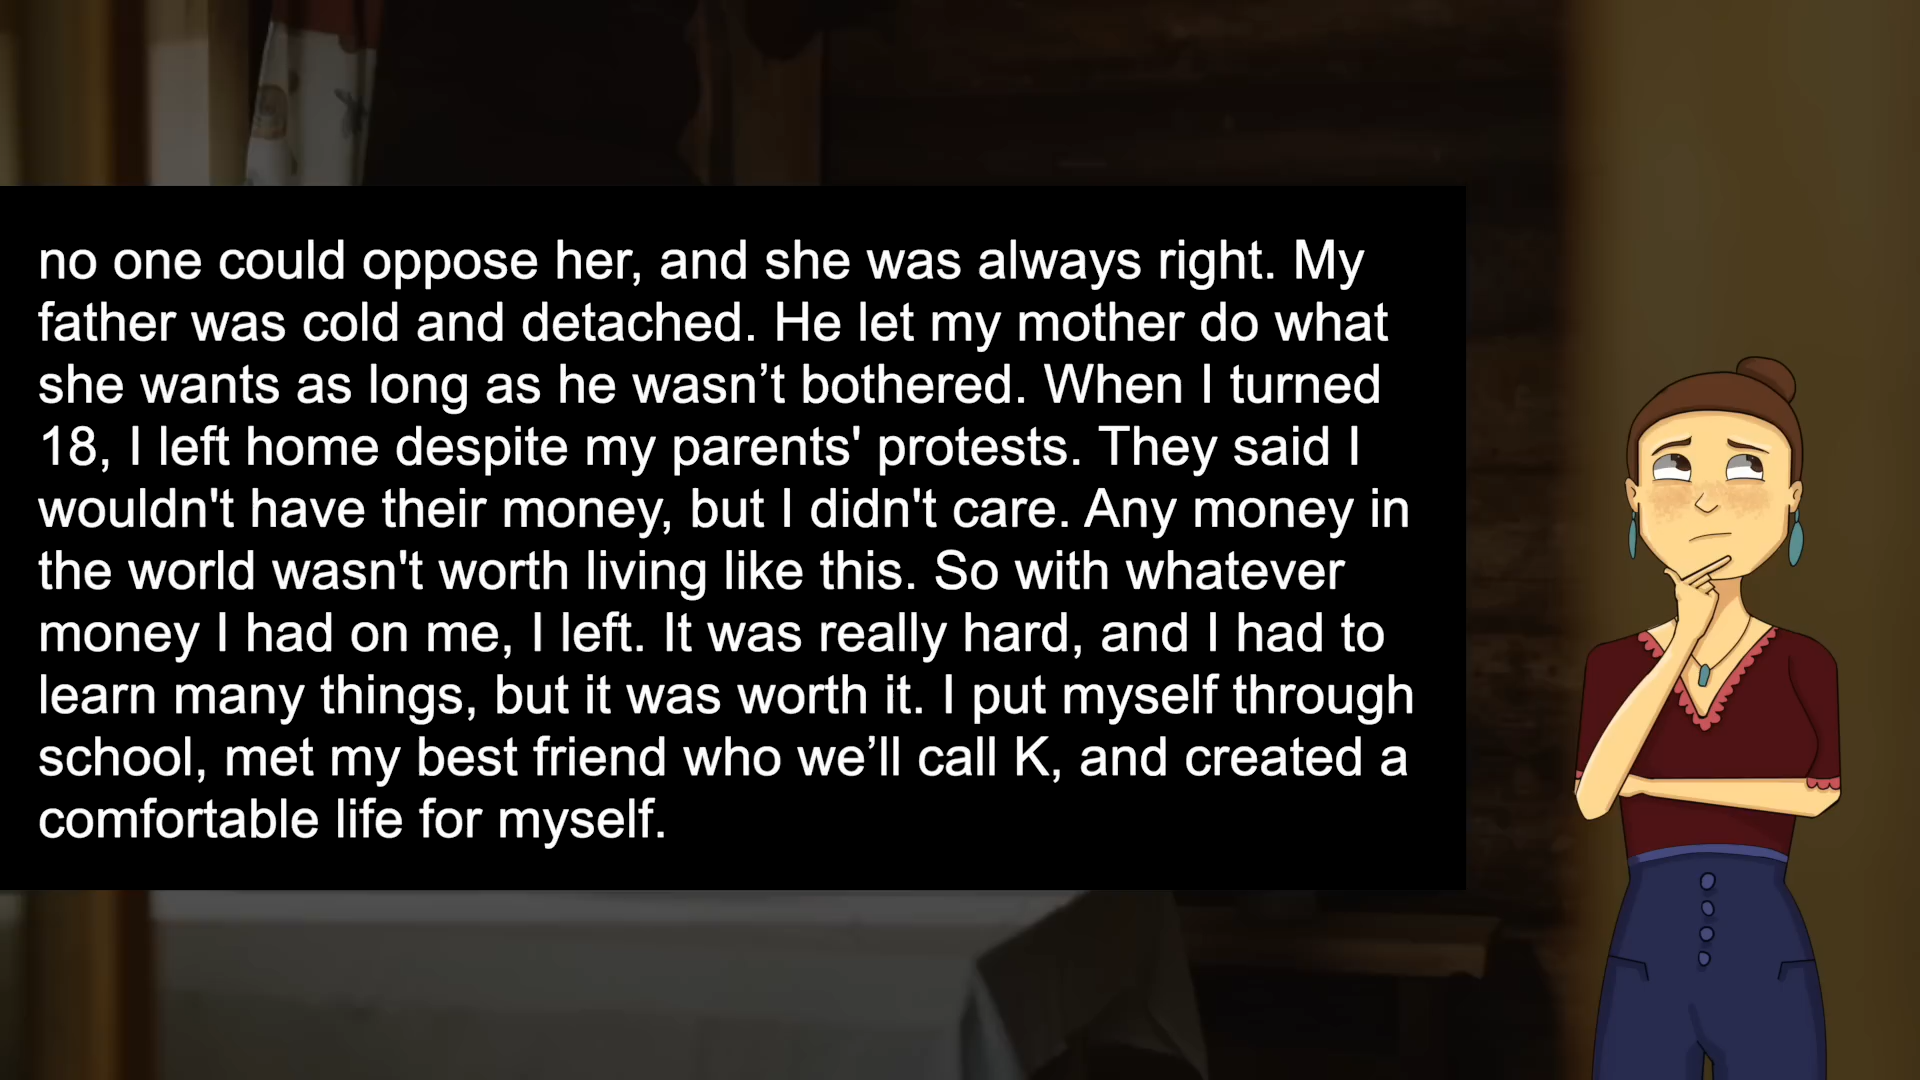 no one could oppose her, and she was always right. My
father was cold and detached. He let my mother do what
she wants as long as he wasn’t bothered. When I turned
18, I left home despite my parents' protests. They said I
wouldn't have their money, but I didn't care. Any money in
the world wasn't worth living like this. So with whatever
money I had on me, I left. It was really hard, and I had to
learn many things, but it was worth it. I put myself through
school, met my best friend who we’ll call K, and created a
comfortable life for myself.